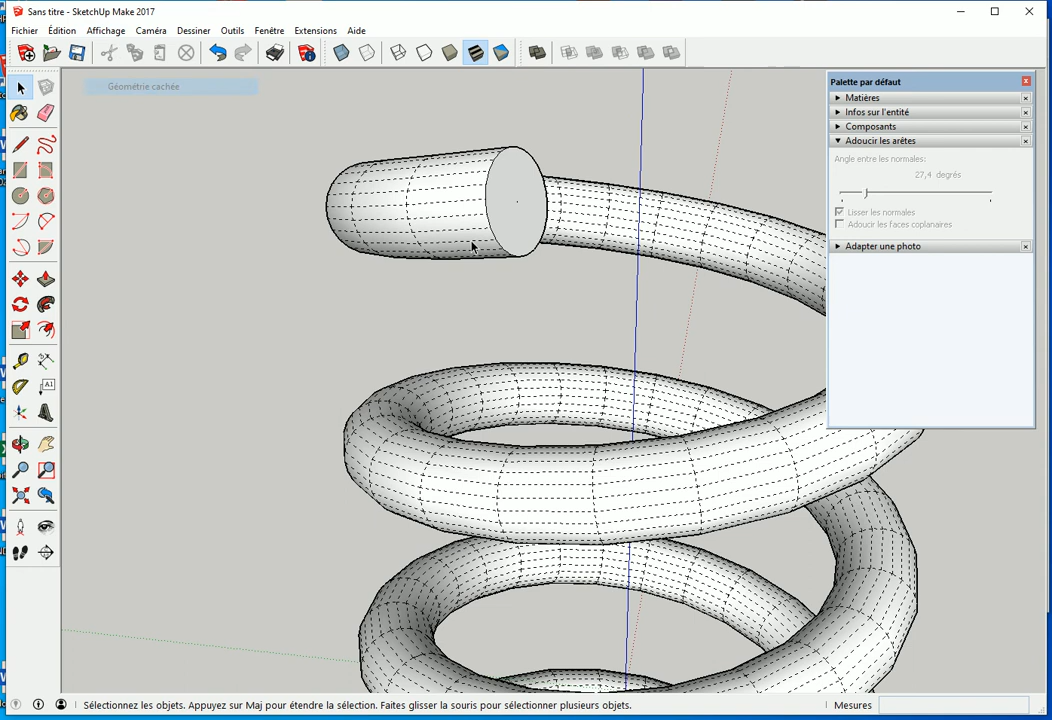 Sans titre - SketchUp Make 2017
Fichier Édition Affichage Caméra Dessiner Outils Fenêtre Extensions Aide
Géométrie cachée
Palette par défaut
Matières
Infos sur l'entité
Composants
Adoucir les arêtes
Angle entre les normales:
27,4 degrés
Lisser les normales
Adoucir les faces coplanaires
Adapter une photo
A1
Sélectionnez les objets. Appuyez sur Maj pour étendre la sélection. Faites glisser la souris pour sélectionner plusieurs objets.
Mesures